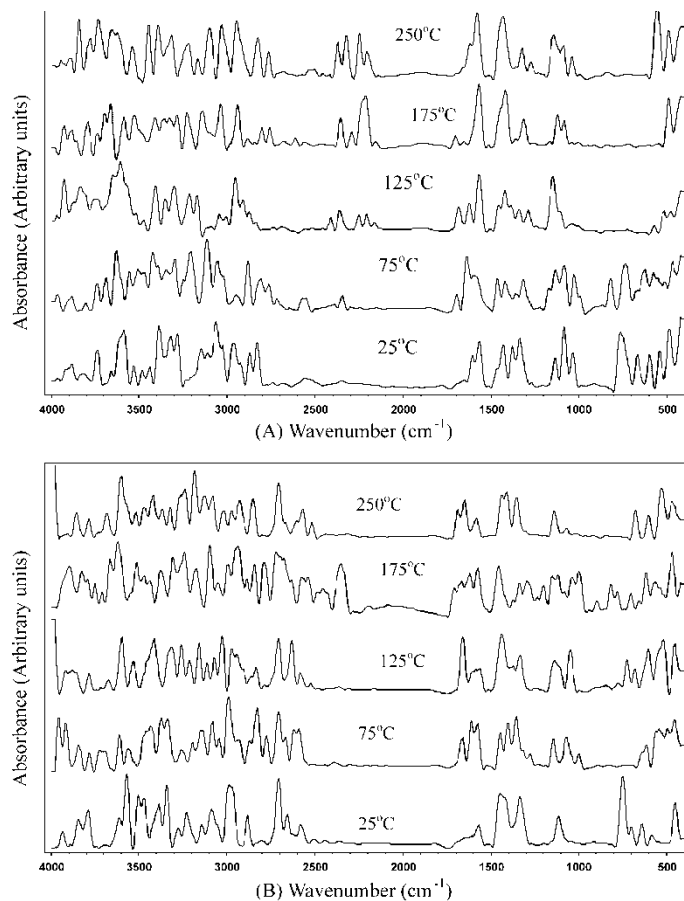 Absorbance (Arbitrary units)
250°C
175°C
125°C
75°C
25°C
4000 3500 3000 2500 2000 1500 1000 500
(A) Wavenumber (cm-1)
Absorbance (Arbitrary units)
250°C
175°C
125°C
75°C
25°C
4000 3500 3000 2500 2000 1500 1000 500
(B) Wavenumber (cm-1)